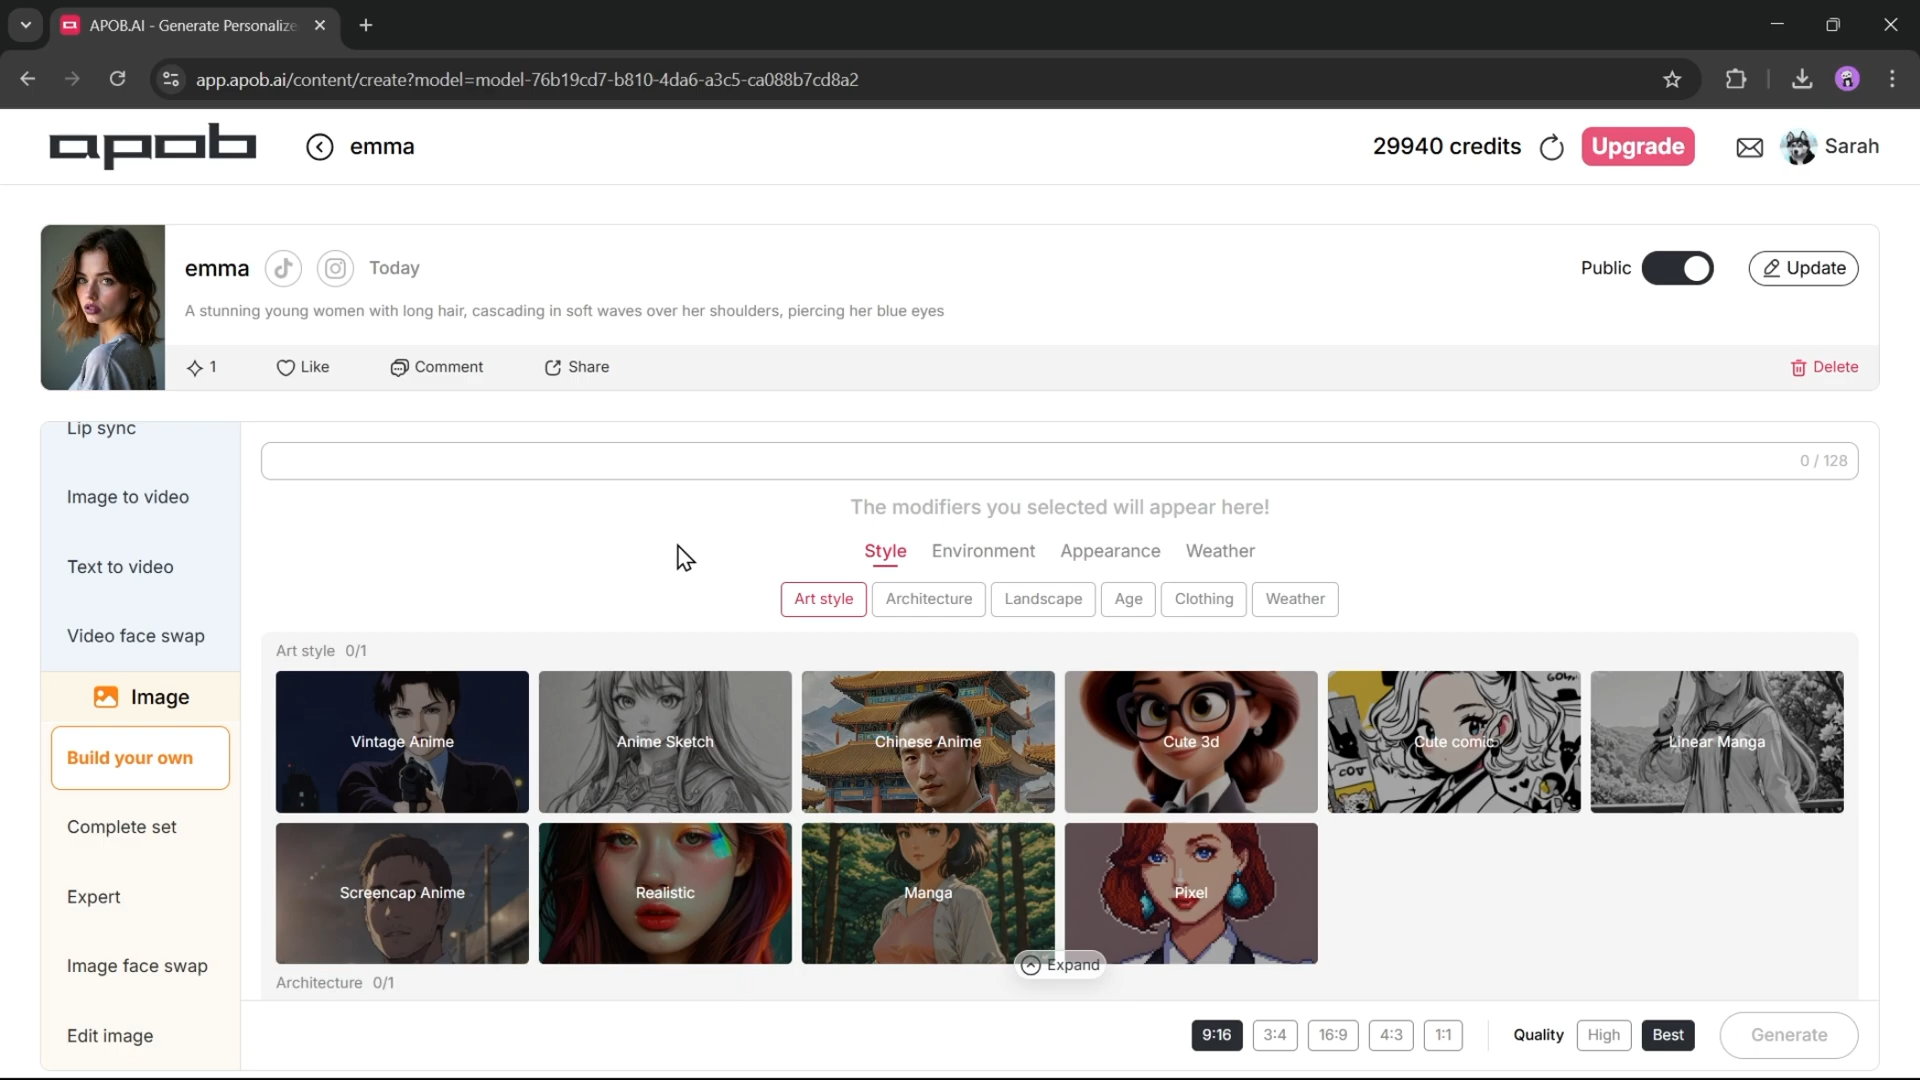 APOB.AI - Generate Personalize
app.apob.ai/content/create?model=model-76b19cd7-b810-4da6-a3c5-ca088b7cd8a2
apob
emma
29940 credits
Upgrade
Sarah
emma
Today
Public
Update
A stunning young women with long hair, cascading in soft waves over her shoulders, piercing her blue eyes
1
Like
Comment
Share
Delete
Lip sync
Image to video
Text to video
Video face swap
Image
Build your own
Complete set
Expert
Image face swap
Edit image
0 / 128
The modifiers you selected will appear here!
Style
Environment
Appearance
Weather
Art style
Architecture
Landscape
Age
Clothing
Weather
Art style 0/1
Vintage Anime
Anime Sketch
Chinese Anime
Cute 3d
Cute comic
Linear Manga
Screencap Anime
Realistic
Manga
Pixel
Expand
Architecture 0/1
9:16
3:4
16:9
4:3
1:1
Quality
High
Best
Generate